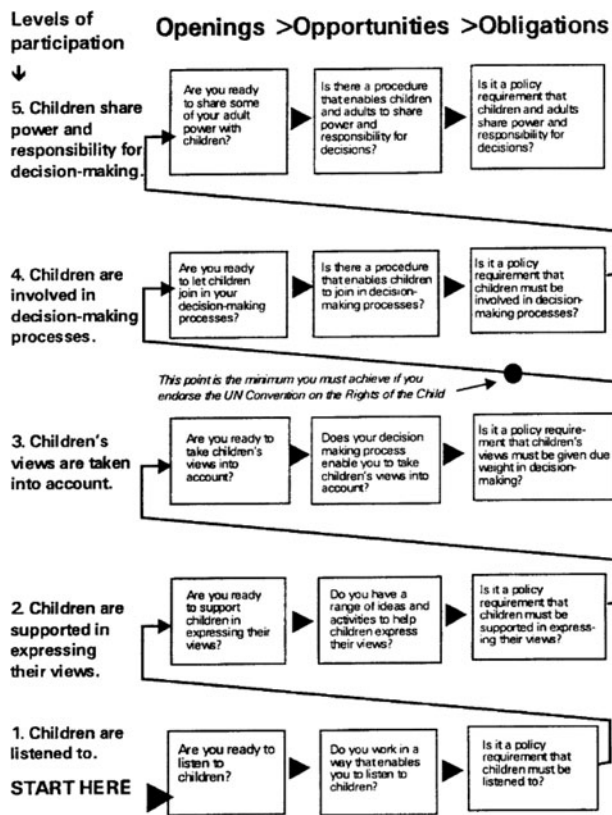 Levels of
participation
Openings >Opportunities >Obligations
5. Children share
power and
responsibility for
decision-making.
Are you ready
to share some
of your adult
power with
children?
Is there a procedure
that enables children
and adults to share
power and
responsibility for
decisions?
Is it a policy
requirement that
children and adults
share power and
responsibility for
decisions?
4. Children are
involved in
decision-making
processes.
Are you ready
to let children
join in your
decision-making
processes?
Is there a procedure
that enables children
to join in decision-
making processes?
Is it a policy
requirement that
children must be
involved in decision-
making processes?
This point is the minimum you must achieve if you
endorse the UN Convention on the Rights of the Child
3. Children's
views are taken
into account.
Are you ready to
take children's
views into
account?
Does your decision
making process
enable you to take
children's views into
account?
Is it a policy require-
ment that children's
views must be given due
weight in decision-
making?
2. Children are
supported in
expressing
their views.
Are you ready
to support
children in
expressing their
views?
Do you have a
range of ideas and
activities to help
children express
their views?
Is it a policy
requirement that
children must be
supported in express-
ing their views?
1. Children are
listened to.
START HERE
Are you ready to
listen to
children?
Do you work in a
way that enables
you to listen to
children?
Is it a policy
requirement that
children must be
listened to?